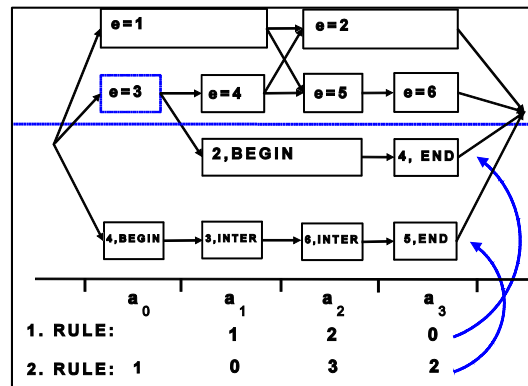 e=1 e=2
e=3 e=4 e=5 e=6
2,BEGIN 4, END
4,BEGIN 3,INTER 6,INTER 5,END
a0 a1 a2 a3
1. RULE: 1 2 0
2. RULE: 1 0 3 2